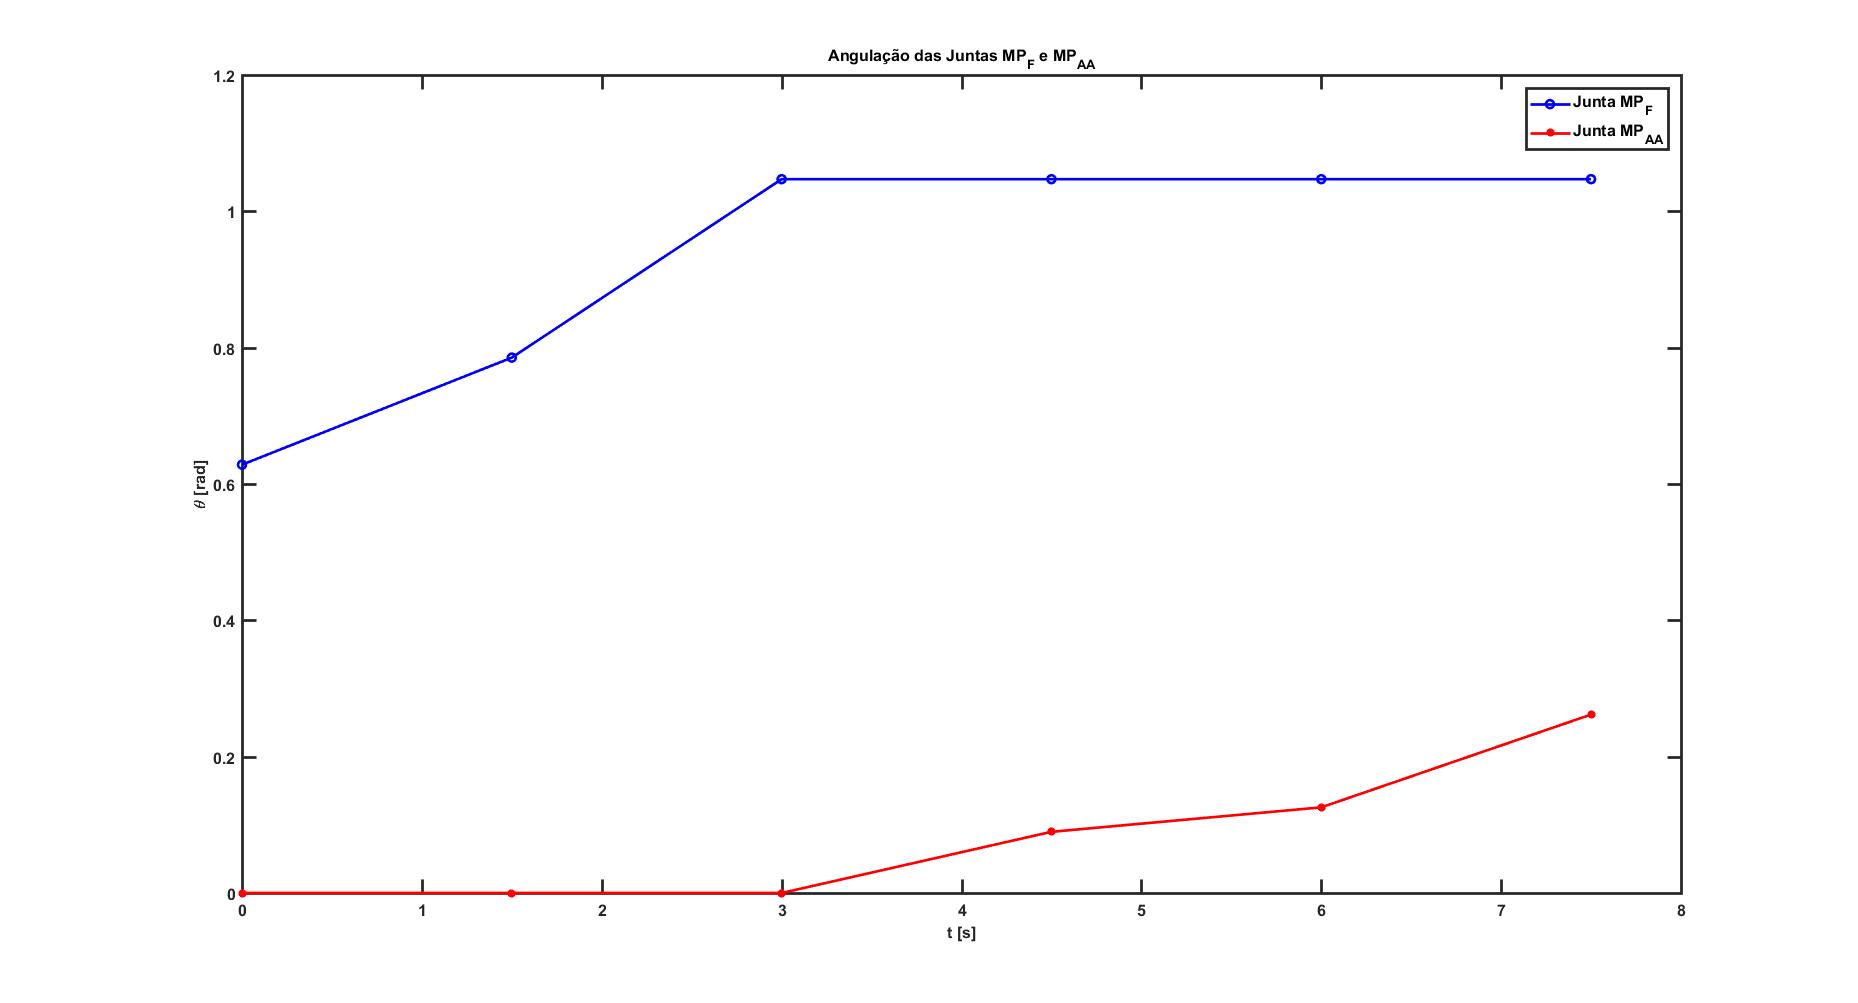 Angulação das Juntas MP_F e MP_AA
Junta MP_F
Junta MP_AA
1.2
1
0.8
0.6
0.4
0.2
0
θ [rad]
0 1 2 3 4 5 6 7 8
t [s]